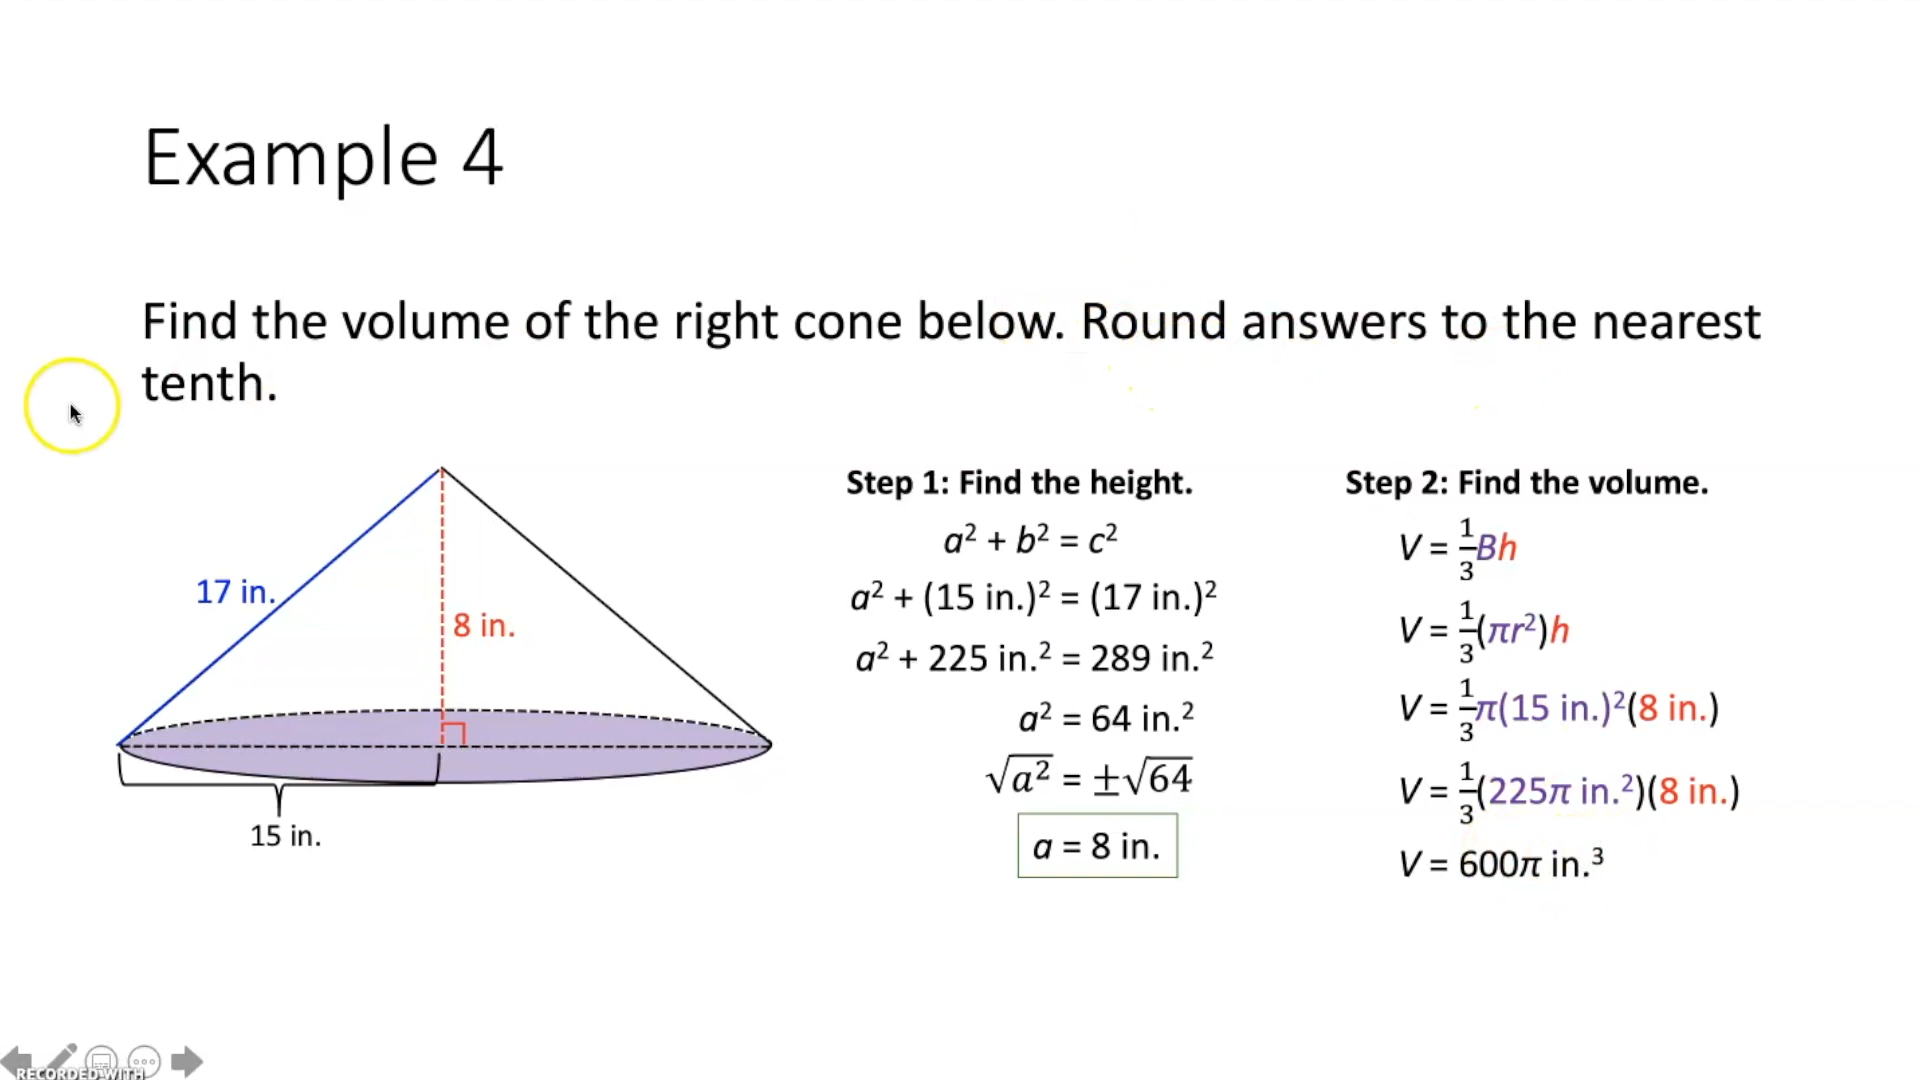 Example 4
Find the volume of the right cone below. Round answers to the nearest
tenth.
17 in.
8 in.
15 in.
Step 1: Find the height.
a² + b² = c²
a² + (15 in.)² = (17 in.)²
a² + 225 in.² = 289 in.²
a² = 64 in.²
√a² = ±√64
a = 8 in.
Step 2: Find the volume.
V = 1/3Bh
V = 1/3(πr²)h
V = 1/3π(15 in.)²(8 in.)
V = 1/3(225π in.²)(8 in.)
V = 600π in.³
RECORDED WITH